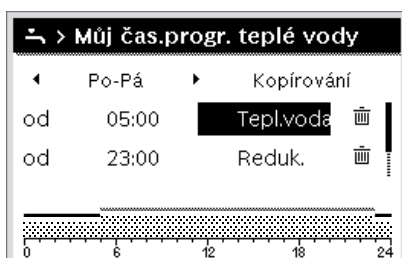 > Můj čas.progr. teplé vody
Po-Pá Kopírování
od 05:00 Tepl.voda
od 23:00 Reduk.
0 6 12 18 24